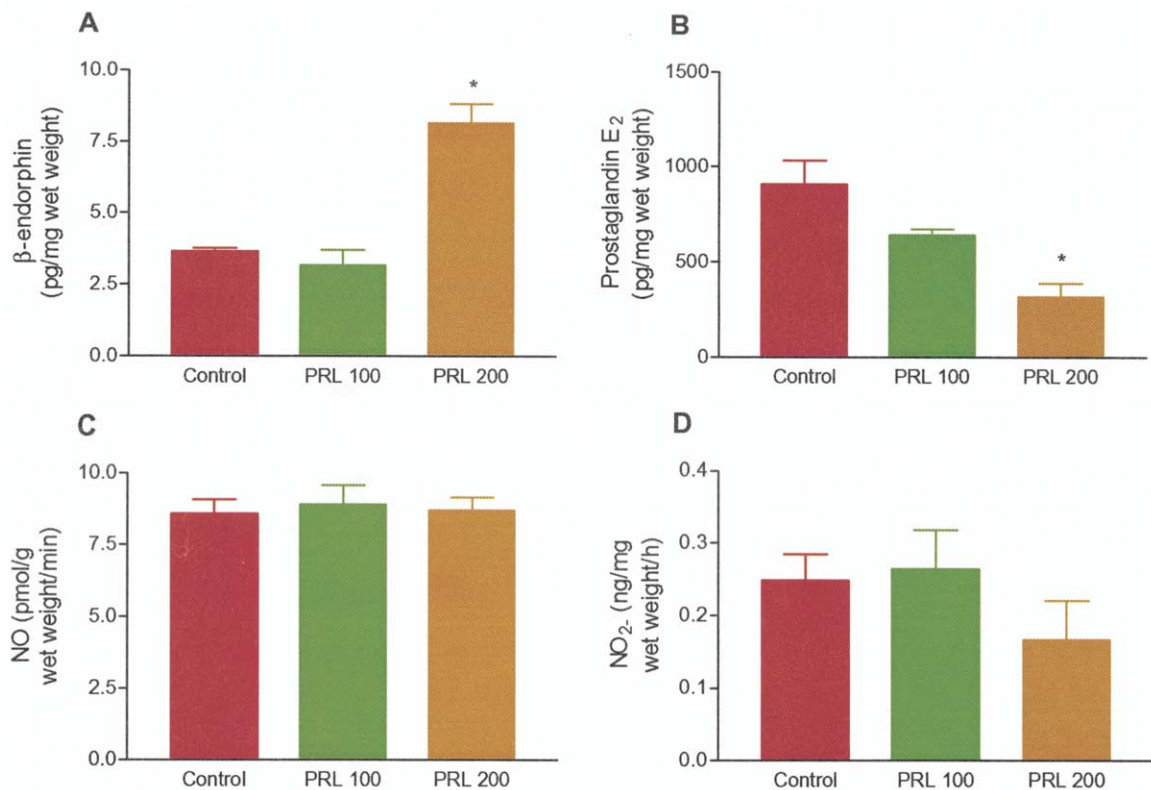 A
β-endorphin
(pg/mg wet weight)
10.0
7.5
5.0
2.5
0.0
*
Control
PRL 100
PRL 200
B
Prostaglandin E2
(pg/mg wet weight)
1500
1000
500
0
*
Control
PRL 100
PRL 200
C
NO (pmol/g
wet weight/min)
10.0
7.5
5.0
2.5
0.0
Control
PRL 100
PRL 200
D
NO2- (ng/mg
wet weight/h)
0.4
0.3
0.2
0.1
0.0
Control
PRL 100
PRL 200